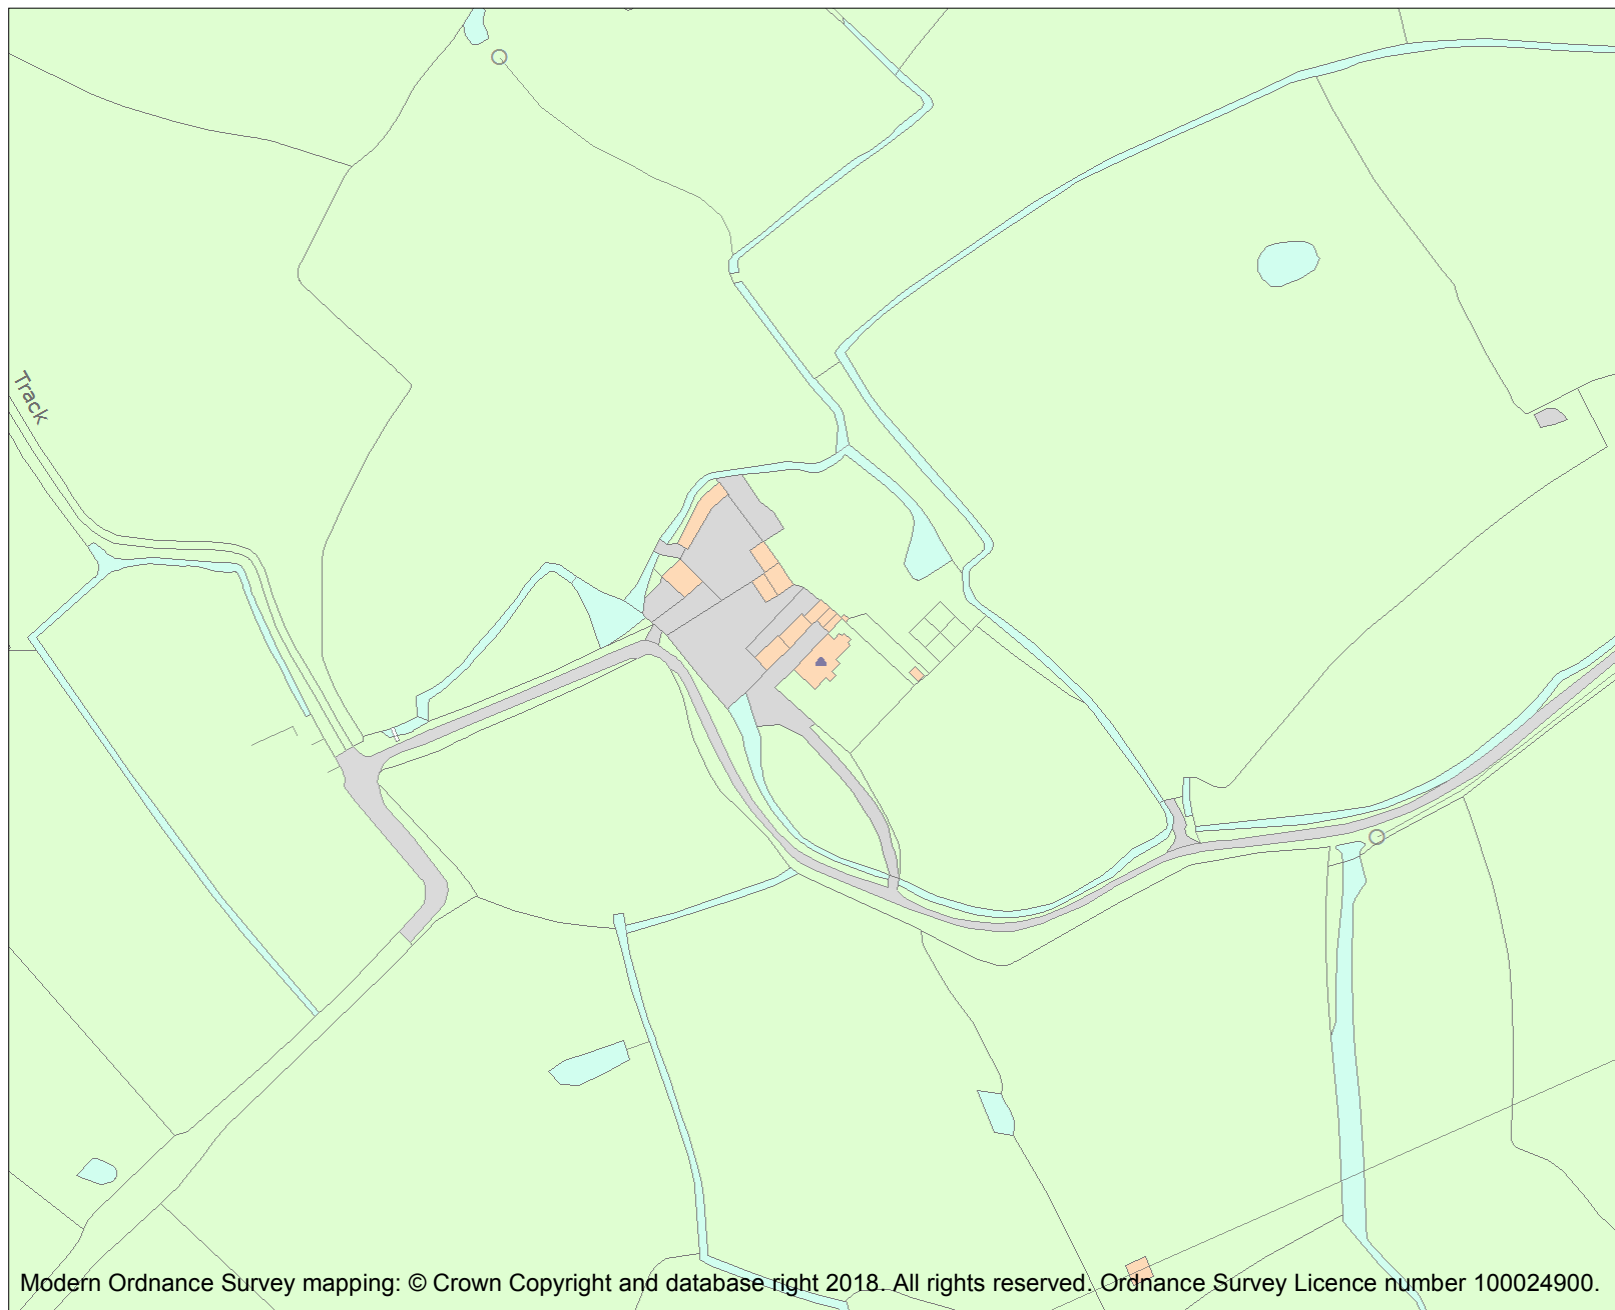 Track
Modern Ordnance Survey mapping: © Crown Copyright and database right 2018. All rights reserved. Ordnance Survey Licence number 100024900.